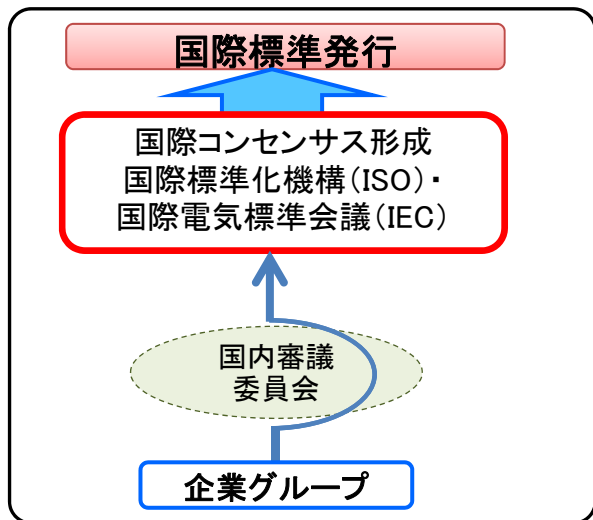 国際標準発行
国際コンセンサス形成
国際標準化機構(ISO)・
国際電気標準会議(IEC)
国内審議
委員会
企業グループ